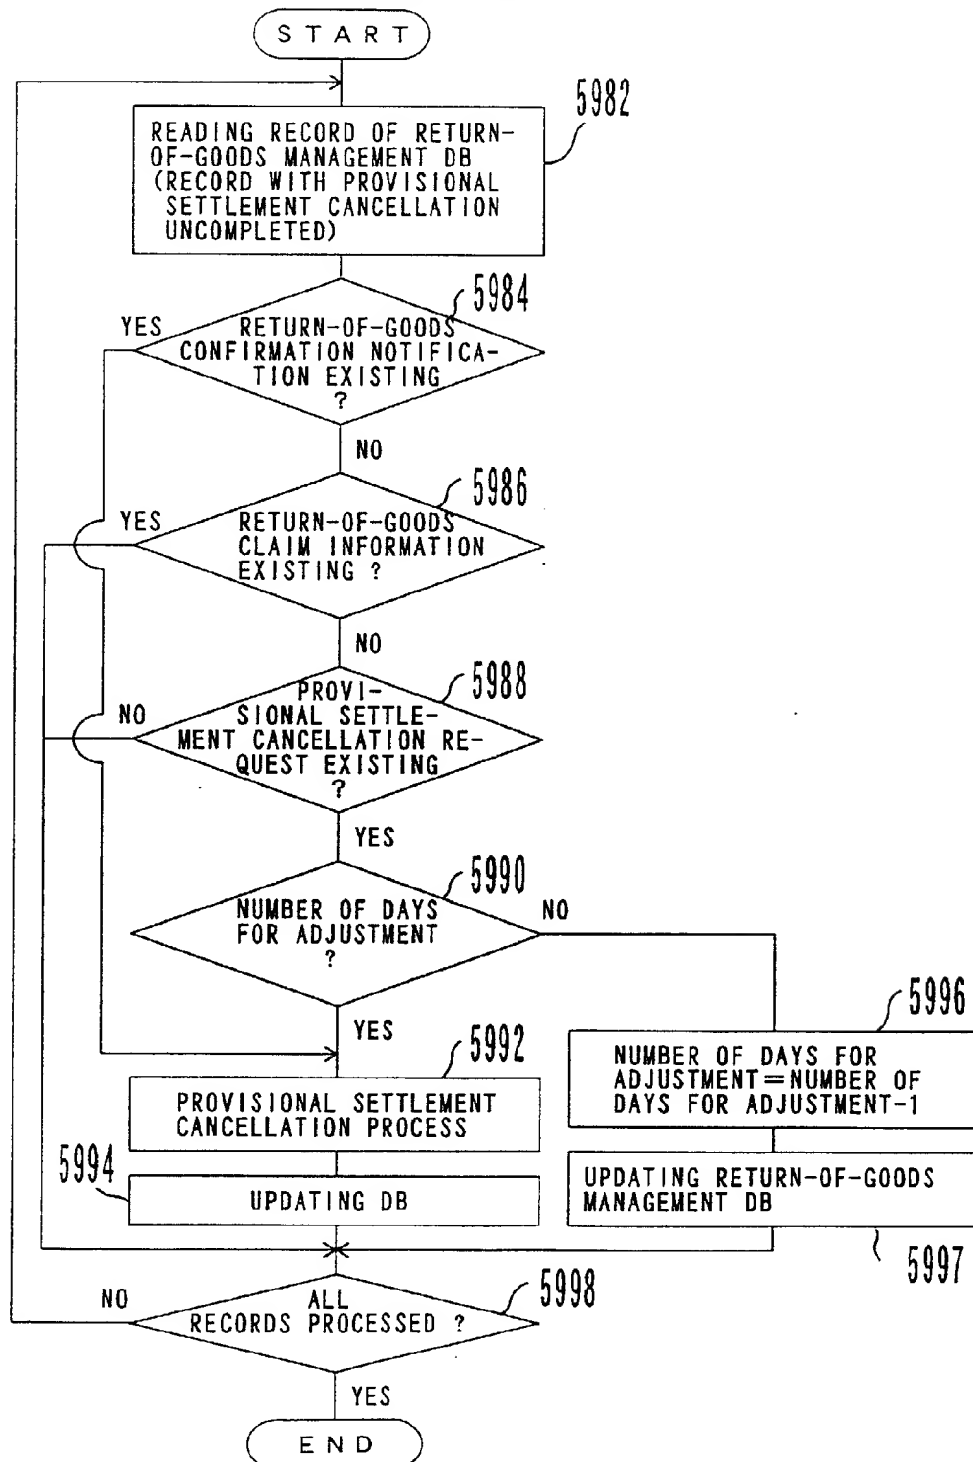 START
5982
READING RECORD OF RETURN-
OF-GOODS MANAGEMENT DB
(RECORD WITH PROVISIONAL
SETTLEMENT CANCELLATION
UNCOMPLETED)
5984
YES
RETURN-OF-GOODS
CONFIRMATION NOTIFICA-
TION EXISTING
?
NO
5986
YES
RETURN-OF-GOODS
CLAIM INFORMATION
EXISTING ?
NO
5988
NO
PROVI-
SIONAL SETTLE-
MENT CANCELLATION RE-
QUEST EXISTING
?
YES
5990
NUMBER OF DAYS
FOR ADJUSTMENT
?
NO
YES
5992
5996
PROVISIONAL SETTLEMENT
CANCELLATION PROCESS
NUMBER OF DAYS FOR
ADJUSTMENT=NUMBER OF
DAYS FOR ADJUSTMENT-1
5994
UPDATING DB
UPDATING RETURN-OF-GOODS
MANAGEMENT DB
5997
NO
ALL
RECORDS PROCESSED ?
5998
YES
END